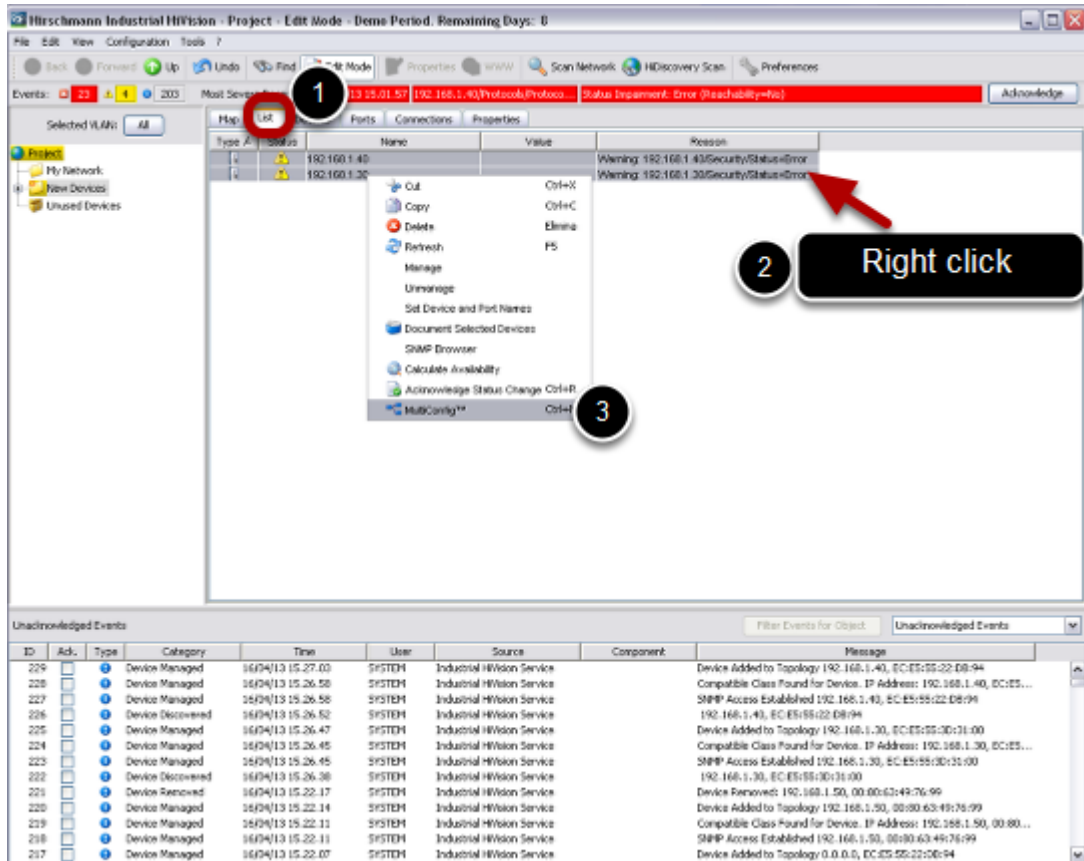 Hirschmann Industrial HiVision - Project - Edit Mode - Demo Period. Remaining Days: 8
File Edit View Configuration Tools ?
Back Forward Up Undo Find Edit Mode Properties WWW Scan Network HiDiscovery Scan Preferences
Events: 23 4 203 Most Severe 13 15.01.57 192.168.1.40/Protocols/Protoco... Status Impairment: Error (Reachability=No) Acknowledge
1
Selected VLAN: All
Map List Ports Connections Properties
Type Status Name Value Reason
Project
My Network
New Devices
Unused Devices
192.168.1.40 Warning: 192.168.1.40/Security/Status=Error
192.168.1.30 Warning: 192.168.1.30/Security/Status=Error
Cut Ctrl+X
Copy Ctrl+C
Delete Elimina
Refresh F5
Manage
Unmanage
Set Device and Port Names
Document Selected Devices
SNMP Browser
Calculate Availability
Acknowledge Status Change Ctrl+R
MultiConfig™ Ctrl+
2 Right click
3
Unacknowledged Events Filter Events for Object Unacknowledged Events
ID Ack. Type Category Time User Source Component Message
229 Device Managed 16/04/13 15.27.03 SYSTEM Industrial HiVision Service Device Added to Topology 192.168.1.40, EC:E5:55:22:DB:94
228 Device Managed 16/04/13 15.26.58 SYSTEM Industrial HiVision Service Compatible Class Found for Device. IP Address: 192.168.1.40, EC:E5...
227 Device Managed 16/04/13 15.26.58 SYSTEM Industrial HiVision Service SNMP Access Established 192.168.1.40, EC:E5:55:22:DB:94
226 Device Discovered 16/04/13 15.26.52 SYSTEM Industrial HiVision Service 192.168.1.40, EC:E5:55:22:DB:94
225 Device Managed 16/04/13 15.26.47 SYSTEM Industrial HiVision Service Device Added to Topology 192.168.1.30, EC:E5:55:3D:31:00
224 Device Managed 16/04/13 15.26.45 SYSTEM Industrial HiVision Service Compatible Class Found for Device. IP Address: 192.168.1.30, EC:E5...
223 Device Managed 16/04/13 15.26.45 SYSTEM Industrial HiVision Service SNMP Access Established 192.168.1.30, EC:E5:55:3D:31:00
222 Device Discovered 16/04/13 15.26.38 SYSTEM Industrial HiVision Service 192.168.1.30, EC:E5:55:3D:31:00
221 Device Removed 16/04/13 15.22.17 SYSTEM Industrial HiVision Service Device Removed: 192.168.1.50, 00:80:63:49:76:99
220 Device Managed 16/04/13 15.22.14 SYSTEM Industrial HiVision Service Device Added to Topology 192.168.1.50, 00:80:63:49:76:99
219 Device Managed 16/04/13 15.22.11 SYSTEM Industrial HiVision Service Compatible Class Found for Device. IP Address: 192.168.1.50, 00:80...
218 Device Managed 16/04/13 15.22.11 SYSTEM Industrial HiVision Service SNMP Access Established 192.168.1.50, 00:80:63:49:76:99
217 Device Managed 16/04/13 15.22.07 SYSTEM Industrial HiVision Service Device Added to Topology 0.0.0.0, EC:E5:55:22:DB:94